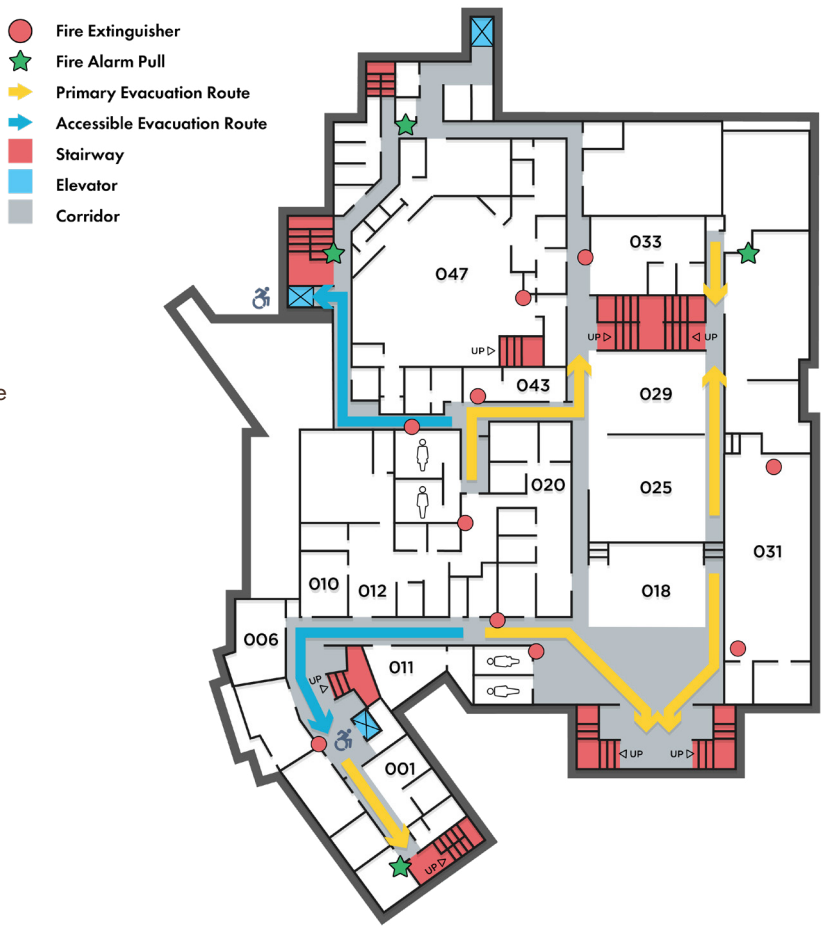 Fire Extinguisher
Fire Alarm Pull
Primary Evacuation Route
Accessible Evacuation Route
Stairway
Elevator
Corridor
033
047
UP
UP
UP
043
029
e
020
025
031
010
012
018
006
011
UP
001
UP
UP
UP